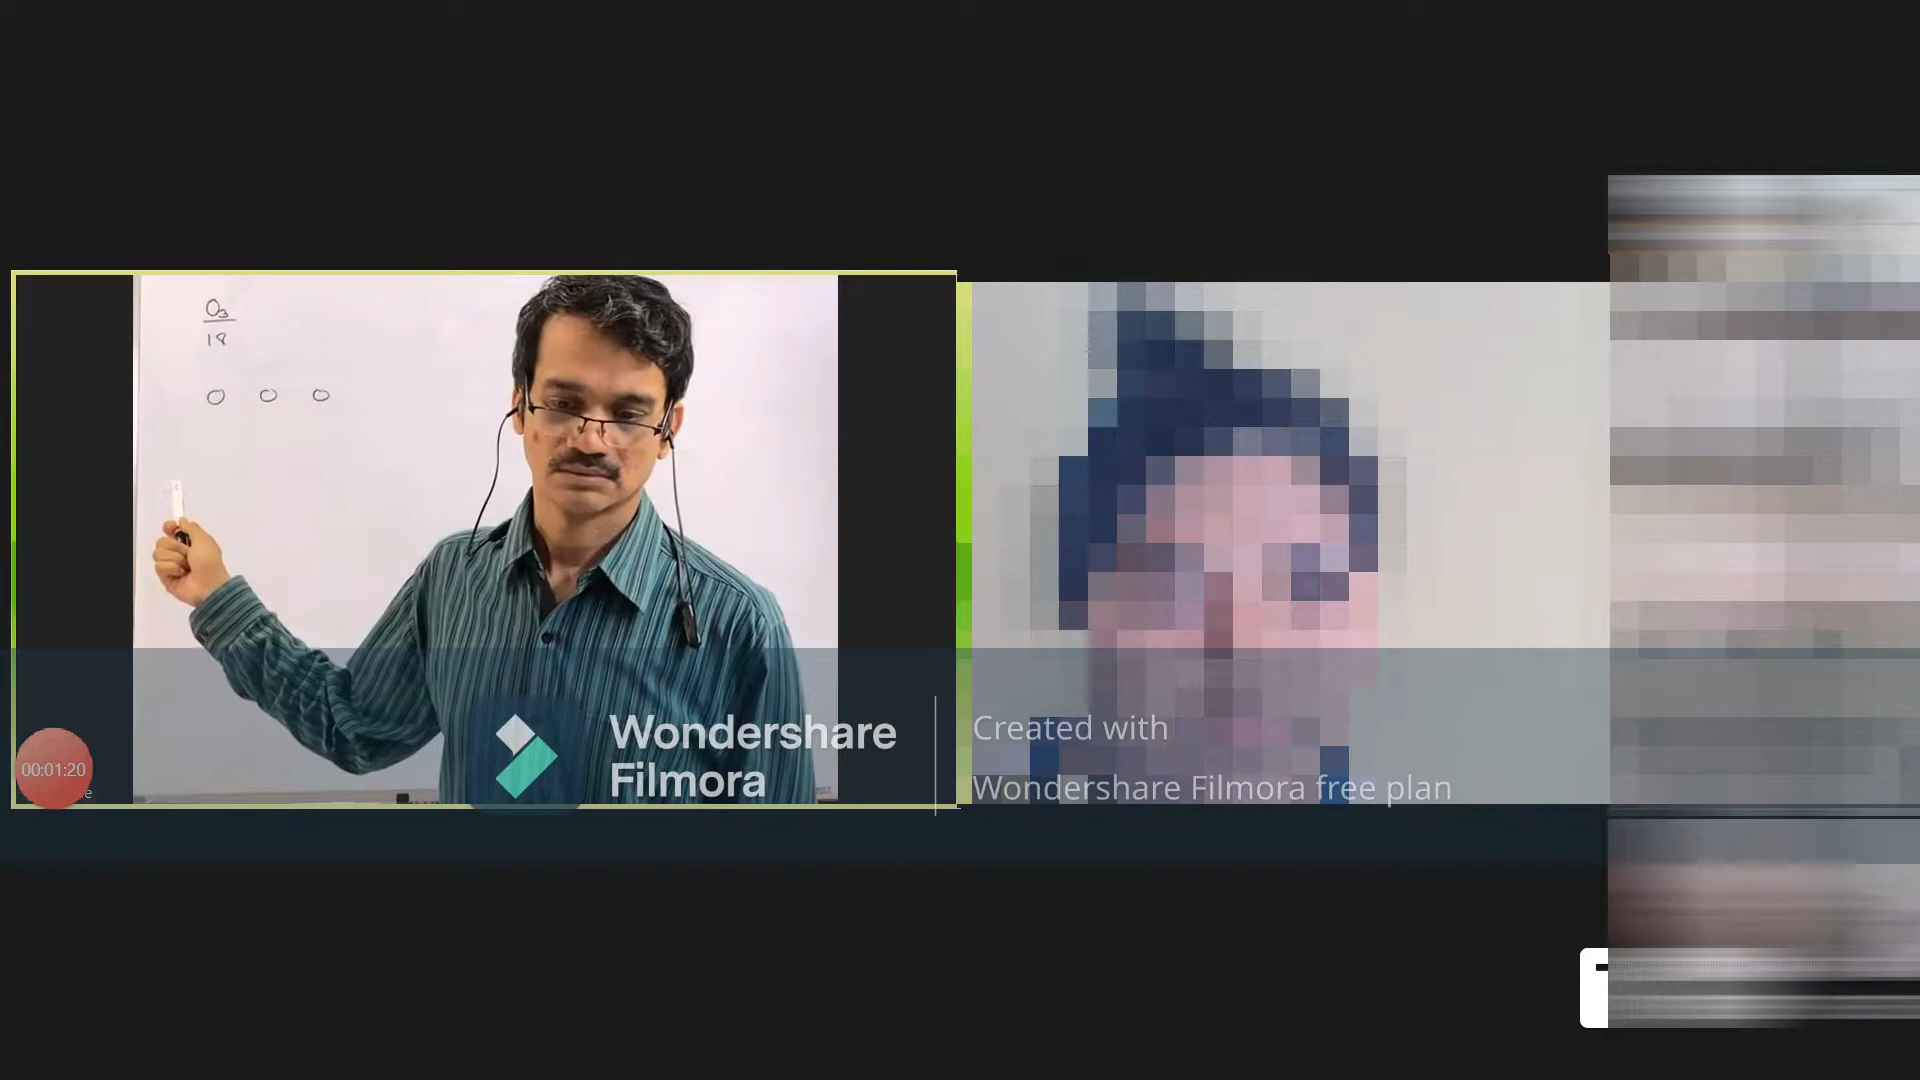 O₃
18
O O O
00:01:20
Wondershare
Filmora
Created with
Wondershare Filmora free plan